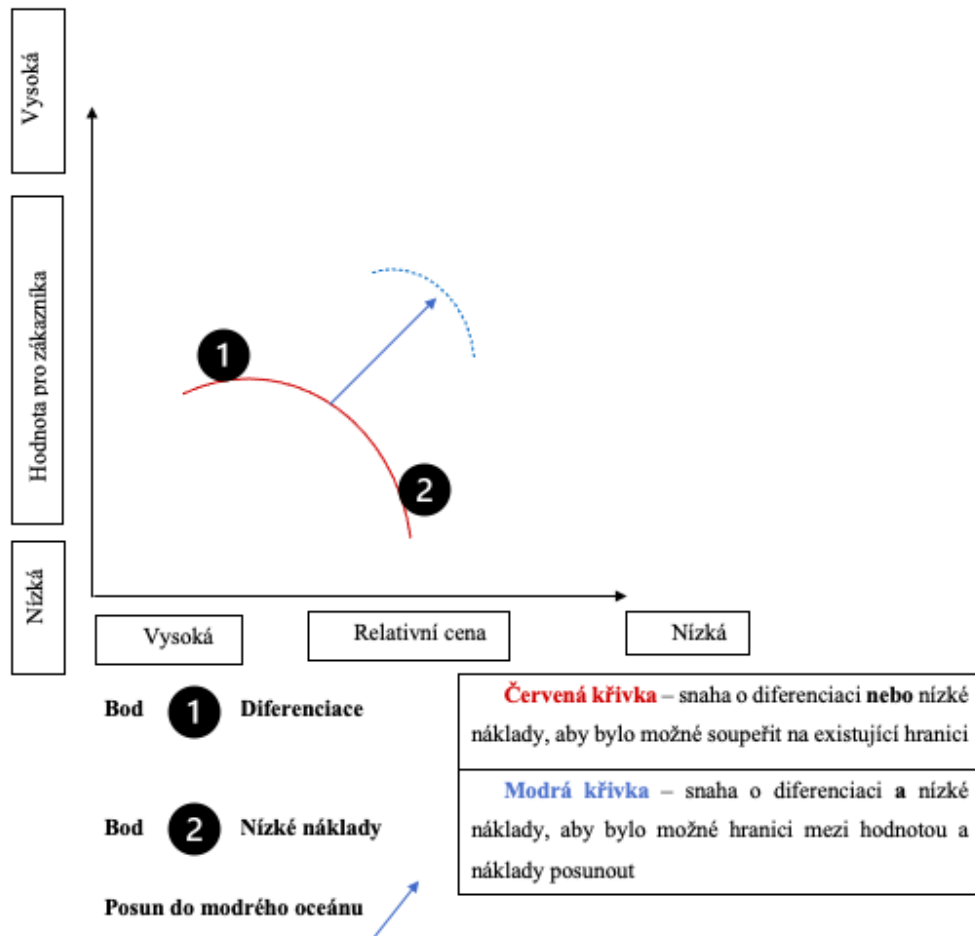 Vysoká
Hodnota pro zákazníka
Nízká
1
2
Vysoká
Relativní cena
Nízká
Bod 1 Diferenciace
Bod 2 Nízké náklady
Posun do modrého oceánu
Červená křivka – snaha o diferenciaci nebo nízké
náklady, aby bylo možné soupeřit na existující hranici
Modrá křivka – snaha o diferenciaci a nízké
náklady, aby bylo možné hranici mezi hodnotou a
náklady posunout